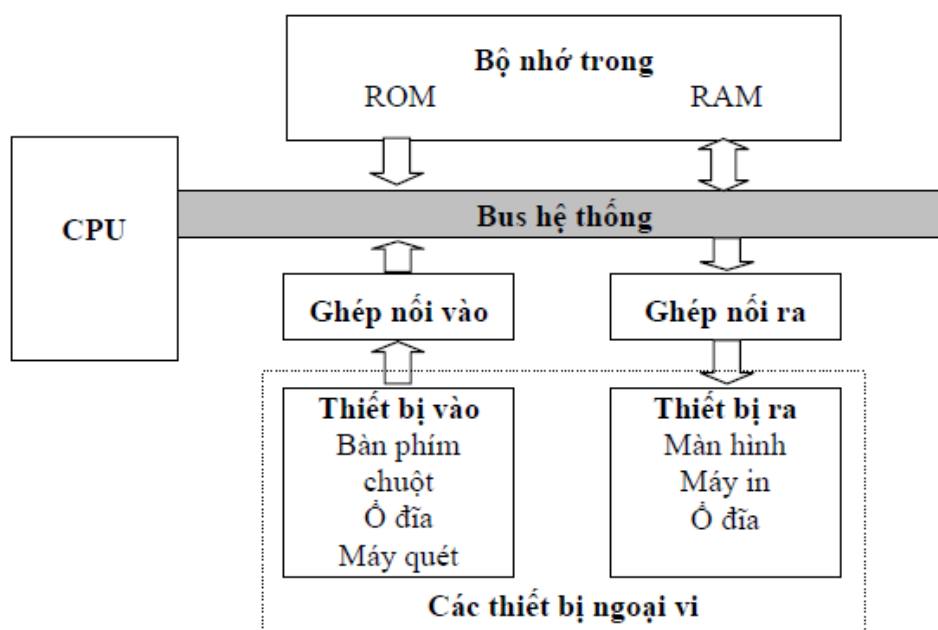 Bộ nhớ trong
ROM
RAM
CPU
Bus hệ thống
Ghép nối vào
Ghép nối ra
Thiết bị vào
Bàn phím
chuột
Ổ đĩa
Máy quét
Thiết bị ra
Màn hình
Máy in
Ổ đĩa
Các thiết bị ngoại vi